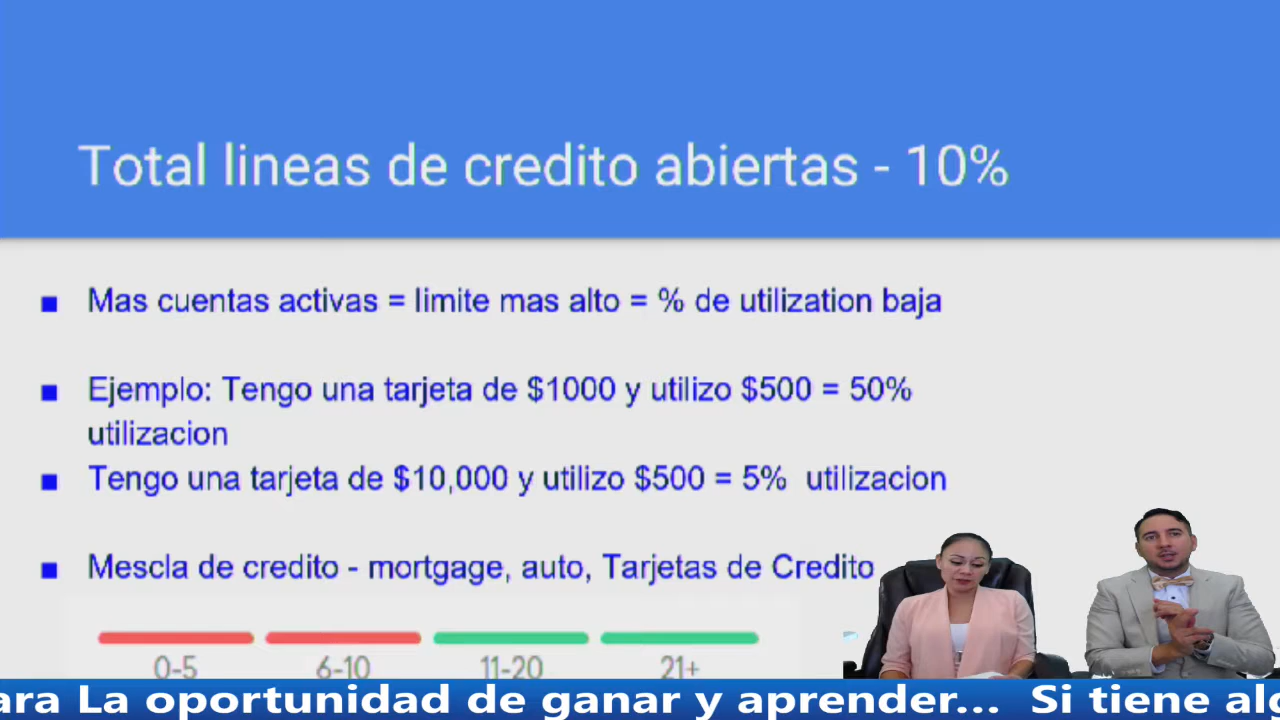 Total lineas de credito abiertas - 10%
Mas cuentas activas = limite mas alto = % de utilization baja
Ejemplo: Tengo una tarjeta de $1000 y utilizo $500 = 50%
utilizacion
Tengo una tarjeta de $10,000 y utilizo $500 = 5% utilizacion
Mescla de credito - mortgage, auto, Tarjetas de Credito
0-5 6-10 11-20 21+
La oportunidad de ganar y aprender... Si tiene